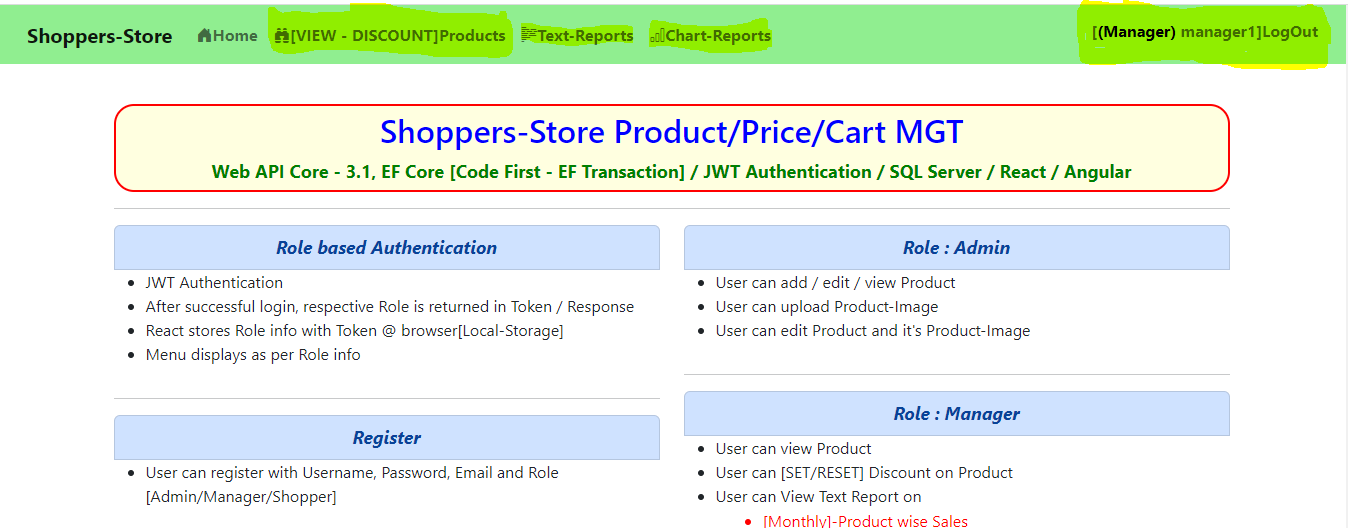 Shoppers-Store Home [VIEW - DISCOUNT]Products Text-Reports Chart-Reports [(Manager) manager1]LogOut
Shoppers-Store Product/Price/Cart MGT
Web API Core - 3.1, EF Core [Code First - EF Transaction] / JWT Authentication / SQL Server / React / Angular
Role based Authentication
JWT Authentication
After successful login, respective Role is returned in Token / Response
React stores Role info with Token @ browser[Local-Storage]
Menu displays as per Role info
Register
User can register with Username, Password, Email and Role
[Admin/Manager/Shopper]
Role : Admin
User can add / edit / view Product
User can upload Product-Image
User can edit Product and it's Product-Image
Role : Manager
User can view Product
User can [SET/RESET] Discount on Product
User can View Text Report on
[Monthly]-Product wise Sales